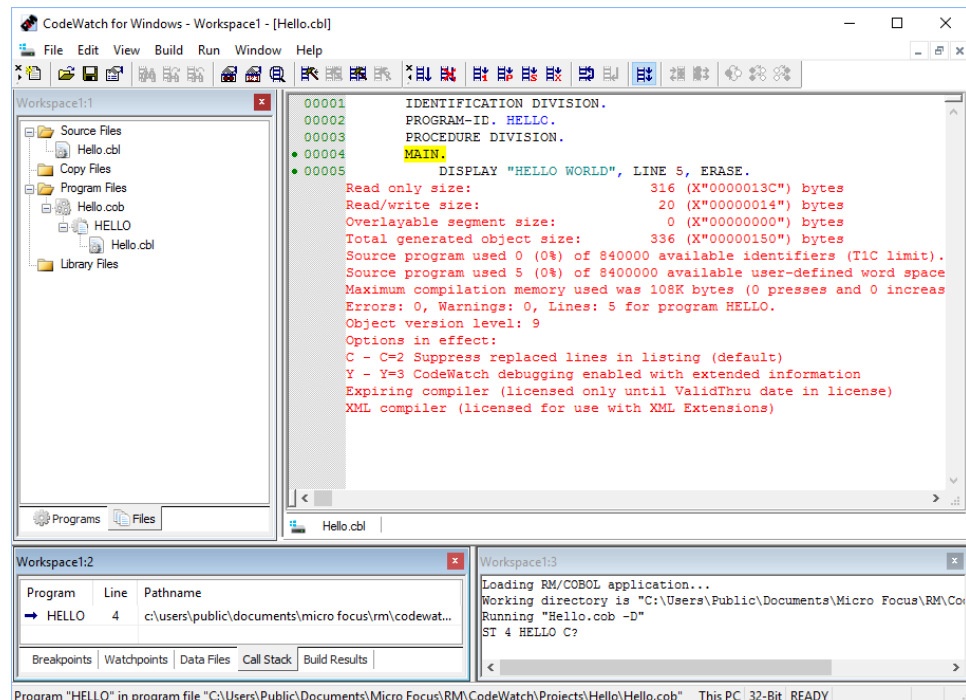 CodeWatch for Windows - Workspace1 - [Hello.cbl]
File Edit View Build Run Window Help
Workspace1:1
Source Files
Hello.cbl
Copy Files
Program Files
Hello.cob
HELLO
Hello.cbl
Library Files
Programs Files
00001 IDENTIFICATION DIVISION.
00002 PROGRAM-ID. HELLO.
00003 PROCEDURE DIVISION.
00004 MAIN.
00005 DISPLAY "HELLO WORLD", LINE 5, ERASE.
Read only size: 316 (X"0000013C") bytes
Read/write size: 20 (X"00000014") bytes
Overlayable segment size: 0 (X"00000000") bytes
Total generated object size: 336 (X"00000150") bytes
Source program used 0 (0%) of 840000 available identifiers (T1C limit).
Source program used 5 (0%) of 8400000 available user-defined word space
Maximum compilation memory used was 108K bytes (0 presses and 0 increas
Errors: 0, Warnings: 0, Lines: 5 for program HELLO.
Object version level: 9
Options in effect:
C - C=2 Suppress replaced lines in listing (default)
Y - Y=3 CodeWatch debugging enabled with extended information
Expiring compiler (licensed only until ValidThru date in license)
XML compiler (licensed for use with XML Extensions)
Hello.cbl
Workspace1:2
Program Line Pathname
HELLO 4 c:\users\public\documents\micro focus\rm\codewat...
Breakpoints Watchpoints Data Files Call Stack Build Results
Workspace1:3
Loading RM/COBOL application...
Working directory is "C:\Users\Public\Documents\Micro Focus\RM\Co
Running "Hello.cob -D"
ST 4 HELLO C?
Program "HELLO" in program file "C:\Users\Public\Documents\Micro Focus\RM\CodeWatch\Projects\Hello\Hello.cob" This PC 32-Bit READY